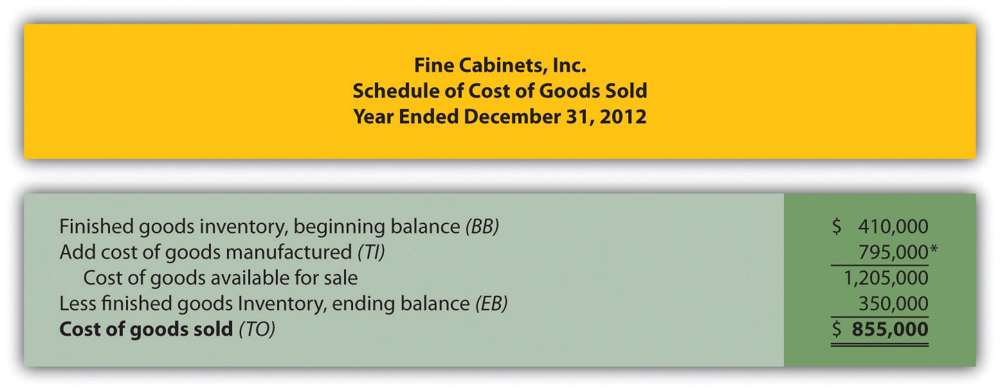 Fine Cabinets, Inc.
Schedule of Cost of Goods Sold
Year Ended December 31, 2012
Finished goods inventory, beginning balance (BB) $ 410,000
Add cost of goods manufactured (TI) 795,000*
Cost of goods available for sale 1,205,000
Less finished goods Inventory, ending balance (EB) 350,000
Cost of goods sold (TO) $ 855,000